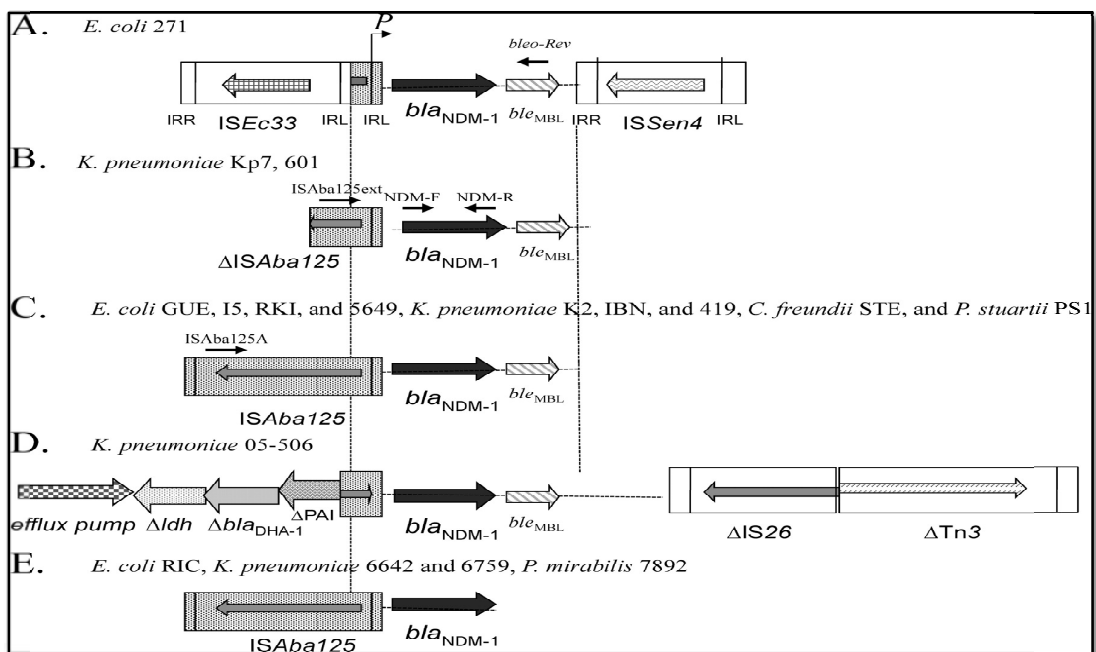 A. E. coli 271
P
bleo-Rev
IRR ISEc33 IRL IRL blaNDM-1 bleMBL IRR ISSen4 IRL
B. K. pneumoniae Kp7, 601
ISAba125ext NDM-F NDM-R
ΔISAba125 blaNDM-1 bleMBL
C. E. coli GUE, I5, RKI, and 5649, K. pneumoniae K2, IBN, and 419, C. freundii STE, and P. stuartii PS1
ISAba125A
ISAba125 blaNDM-1 bleMBL
D. K. pneumoniae 05-506
efflux pump Δldh ΔblaDHA-1 ΔPAI blaNDM-1 bleMBL ΔIS26 ΔTn3
E. E. coli RIC, K. pneumoniae 6642 and 6759, P. mirabilis 7892
ISAba125 blaNDM-1